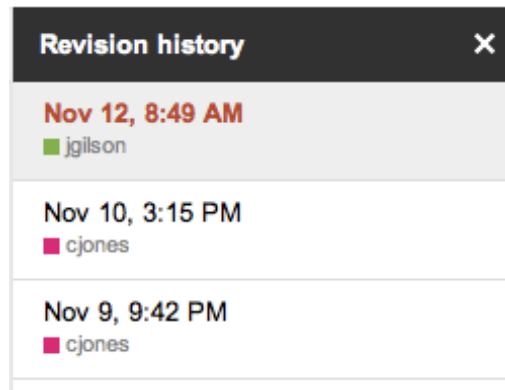 Revision history ×
Nov 12, 8:49 AM
jgilson
Nov 10, 3:15 PM
cjones
Nov 9, 9:42 PM
cjones